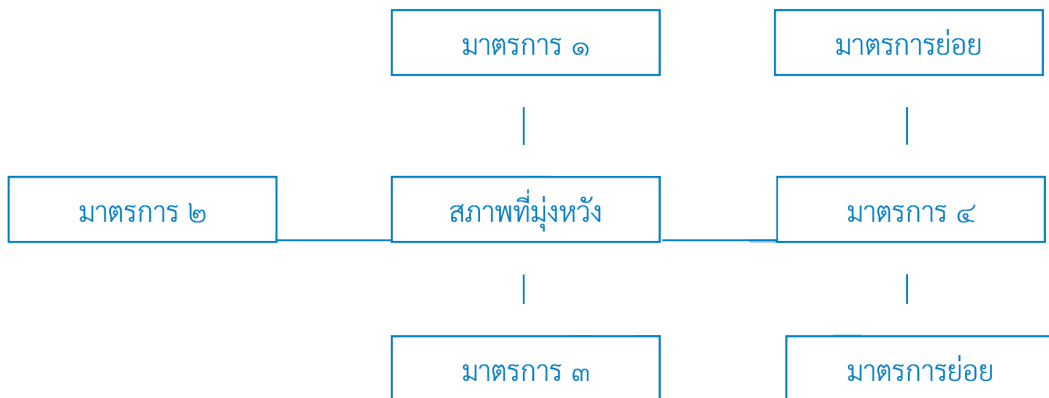 มาตรการ ๑
มาตรการย่อย
มาตรการ ๒
สภาพที่มุ่งหวัง
มาตรการ ๔
มาตรการ ๓
มาตรการย่อย